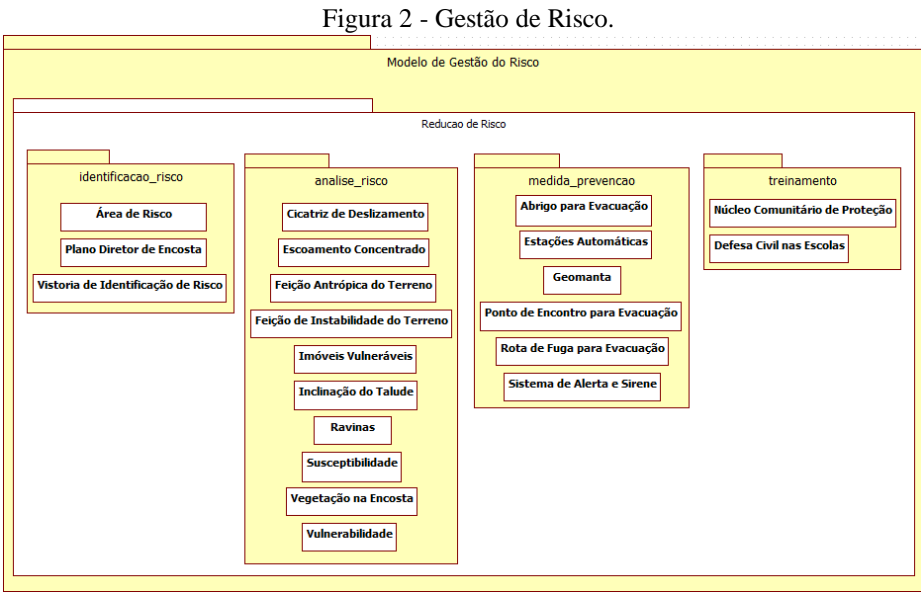 Figura 2 - Gestão de Risco.
Modelo de Gestão do Risco
Reducao de Risco
identificacao_risco
Área de Risco
Plano Diretor de Encosta
Vistoria de Identificação de Risco
analise_risco
Cicatriz de Deslizamento
Escoamento Concentrado
Feição Antrópica do Terreno
Feição de Instabilidade do Terreno
Imóveis Vulneráveis
Inclinação do Talude
Ravinas
Susceptibilidade
Vegetação na Encosta
Vulnerabilidade
medida_prevencao
Abrigo para Evacuação
Estações Automáticas
Geomanta
Ponto de Encontro para Evacuação
Rota de Fuga para Evacuação
Sistema de Alerta e Sirene
treinamento
Núcleo Comunitário de Proteção
Defesa Civil nas Escolas